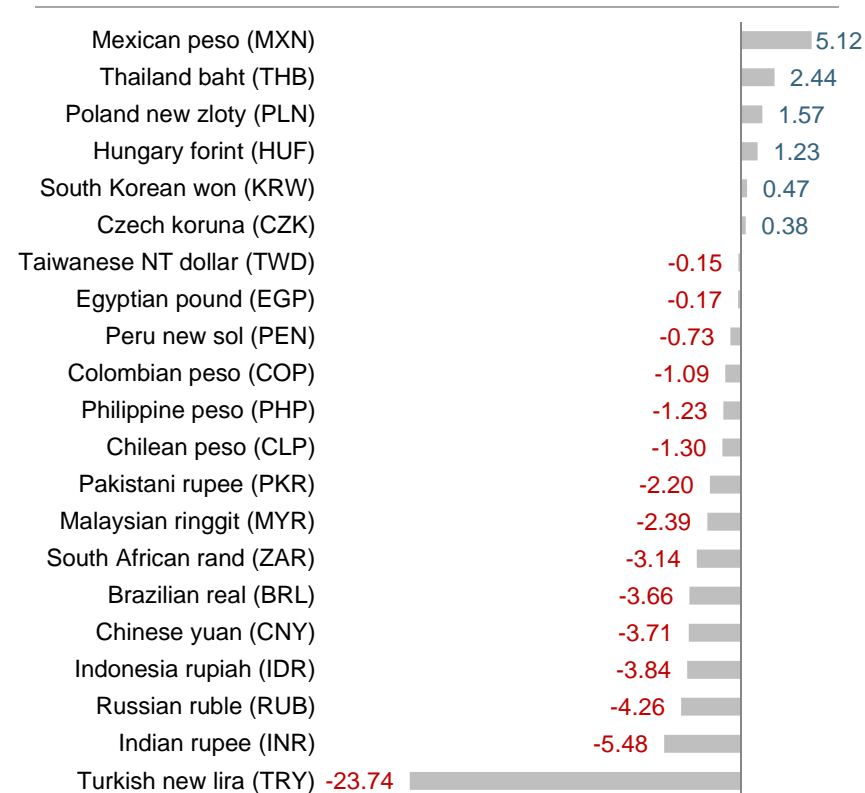 Mexican peso (MXN) 5.12
Thailand baht (THB) 2.44
Poland new zloty (PLN) 1.57
Hungary forint (HUF) 1.23
South Korean won (KRW) 0.47
Czech koruna (CZK) 0.38
Taiwanese NT dollar (TWD) -0.15
Egyptian pound (EGP) -0.17
Peru new sol (PEN) -0.73
Colombian peso (COP) -1.09
Philippine peso (PHP) -1.23
Chilean peso (CLP) -1.30
Pakistani rupee (PKR) -2.20
Malaysian ringgit (MYR) -2.39
South African rand (ZAR) -3.14
Brazilian real (BRL) -3.66
Chinese yuan (CNY) -3.71
Indonesia rupiah (IDR) -3.84
Russian ruble (RUB) -4.26
Indian rupee (INR) -5.48
Turkish new lira (TRY) -23.74